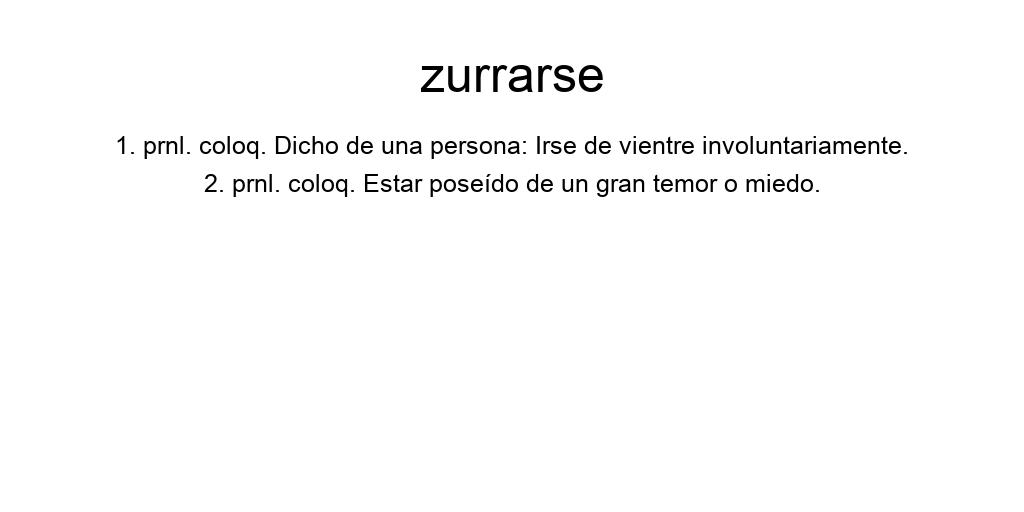 zurrarse
1. prnl. coloq. Dicho de una persona: Irse de vientre involuntariamente.
2. prnl. coloq. Estar poseído de un gran temor o miedo.